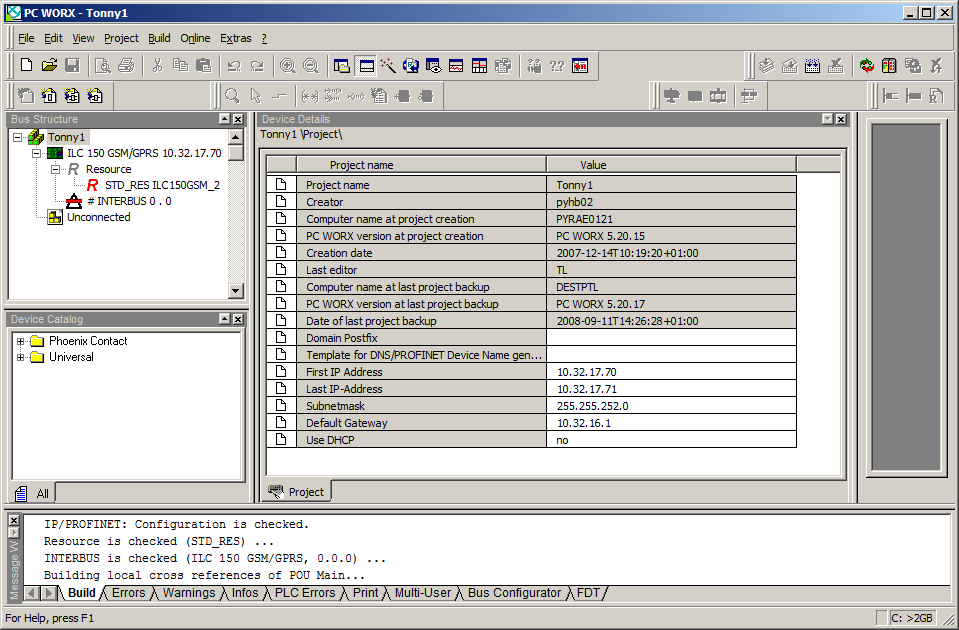 PC WORX - Tonny1
File Edit View Project Build Online Extras ?
Bus Structure
Tonny1
ILC 150 GSM/GPRS 10.32.17.70
R Resource
R STD_RES ILC150GSM_2
# INTERBUS 0 . 0
Unconnected
Device Catalog
Phoenix Contact
Universal
All
Device Details
Tonny1 \Project\
Project name Value
Project name Tonny1
Creator pyhb02
Computer name at project creation PYRAE0121
PC WORX version at project creation PC WORX 5.20.15
Creation date 2007-12-14T10:19:20+01:00
Last editor TL
Computer name at last project backup DESTPTL
PC WORX version at last project backup PC WORX 5.20.17
Date of last project backup 2008-09-11T14:26:28+01:00
Domain Postfix
Template for DNS/PROFINET Device Name gen...
First IP Address 10.32.17.70
Last IP-Address 10.32.17.71
Subnetmask 255.255.252.0
Default Gateway 10.32.16.1
Use DHCP no
Project
Message W
IP/PROFINET: Configuration is checked.
Resource is checked (STD_RES) ...
INTERBUS is checked (ILC 150 GSM/GPRS, 0.0.0) ...
Building local cross references of POU Main...
Build Errors Warnings Infos PLC Errors Print Multi-User Bus Configurator FDT
For Help, press F1 C: >2GB